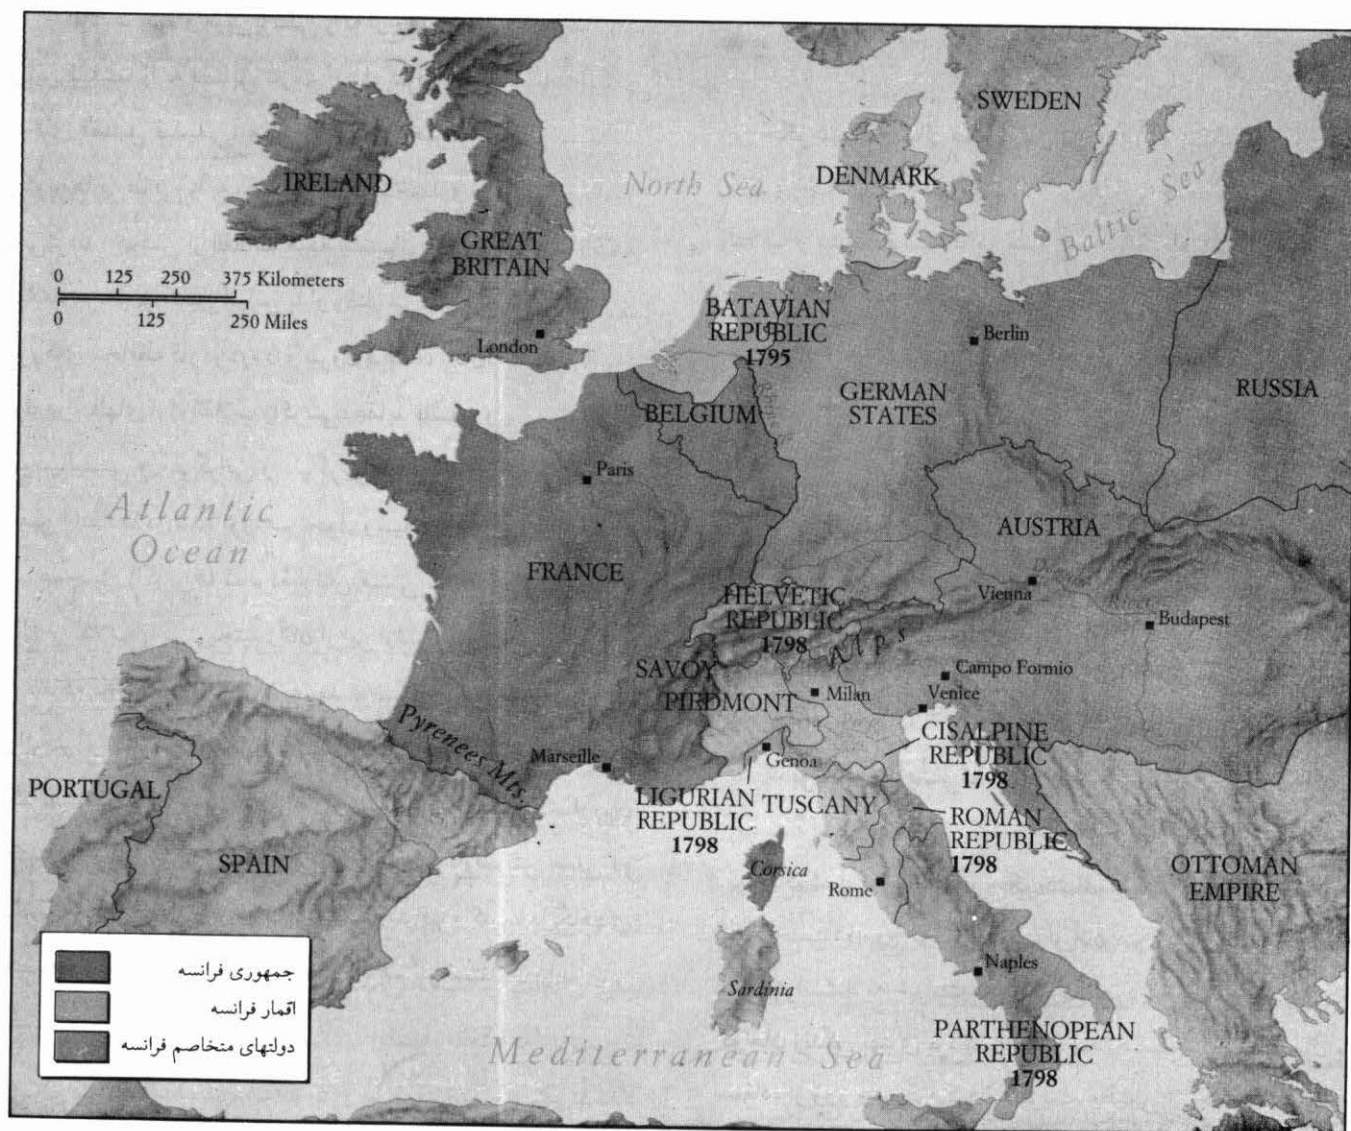 SWEDEN
DENMARK
North Sea
Baltic Sea
IRELAND
GREAT
BRITAIN
0 125 250 375 Kilometers
0 125 250 Miles
London
BATAVIAN
REPUBLIC
1795
Berlin
GERMAN
STATES
RUSSIA
BELGIUM
Rhine
Paris
Atlantic
Ocean
FRANCE
AUSTRIA
Vienna
River
Budapest
HELVETIC
REPUBLIC
1798
Alps
SAVOY
PIEDMONT
Milan
Campo Formio
Venice
CISALPINE
REPUBLIC
1798
Pyrenees Mts.
Marseille
Genoa
LIGURIAN
REPUBLIC
1798
TUSCANY
ROMAN
REPUBLIC
1798
PORTUGAL
SPAIN
Corsica
Rome
OTTOMAN
EMPIRE
Sardinia
Naples
PARTHENOPEAN
REPUBLIC
1798
Mediterranean Sea
جمهوری فرانسه
اقمار فرانسه
دولتهای متخاصم فرانسه